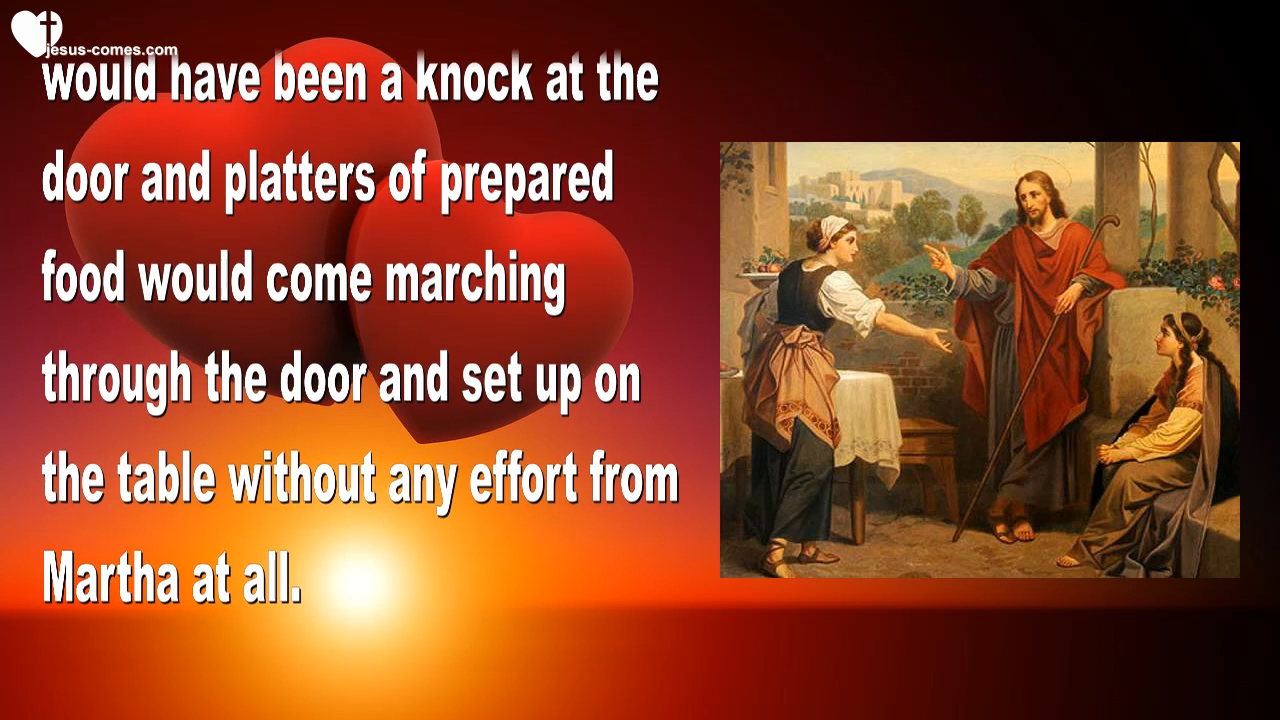 jesus-comes.com
would have been a knock at the
door and platters of prepared
food would come marching
through the door and set up on
the table without any effort from
Martha at all.